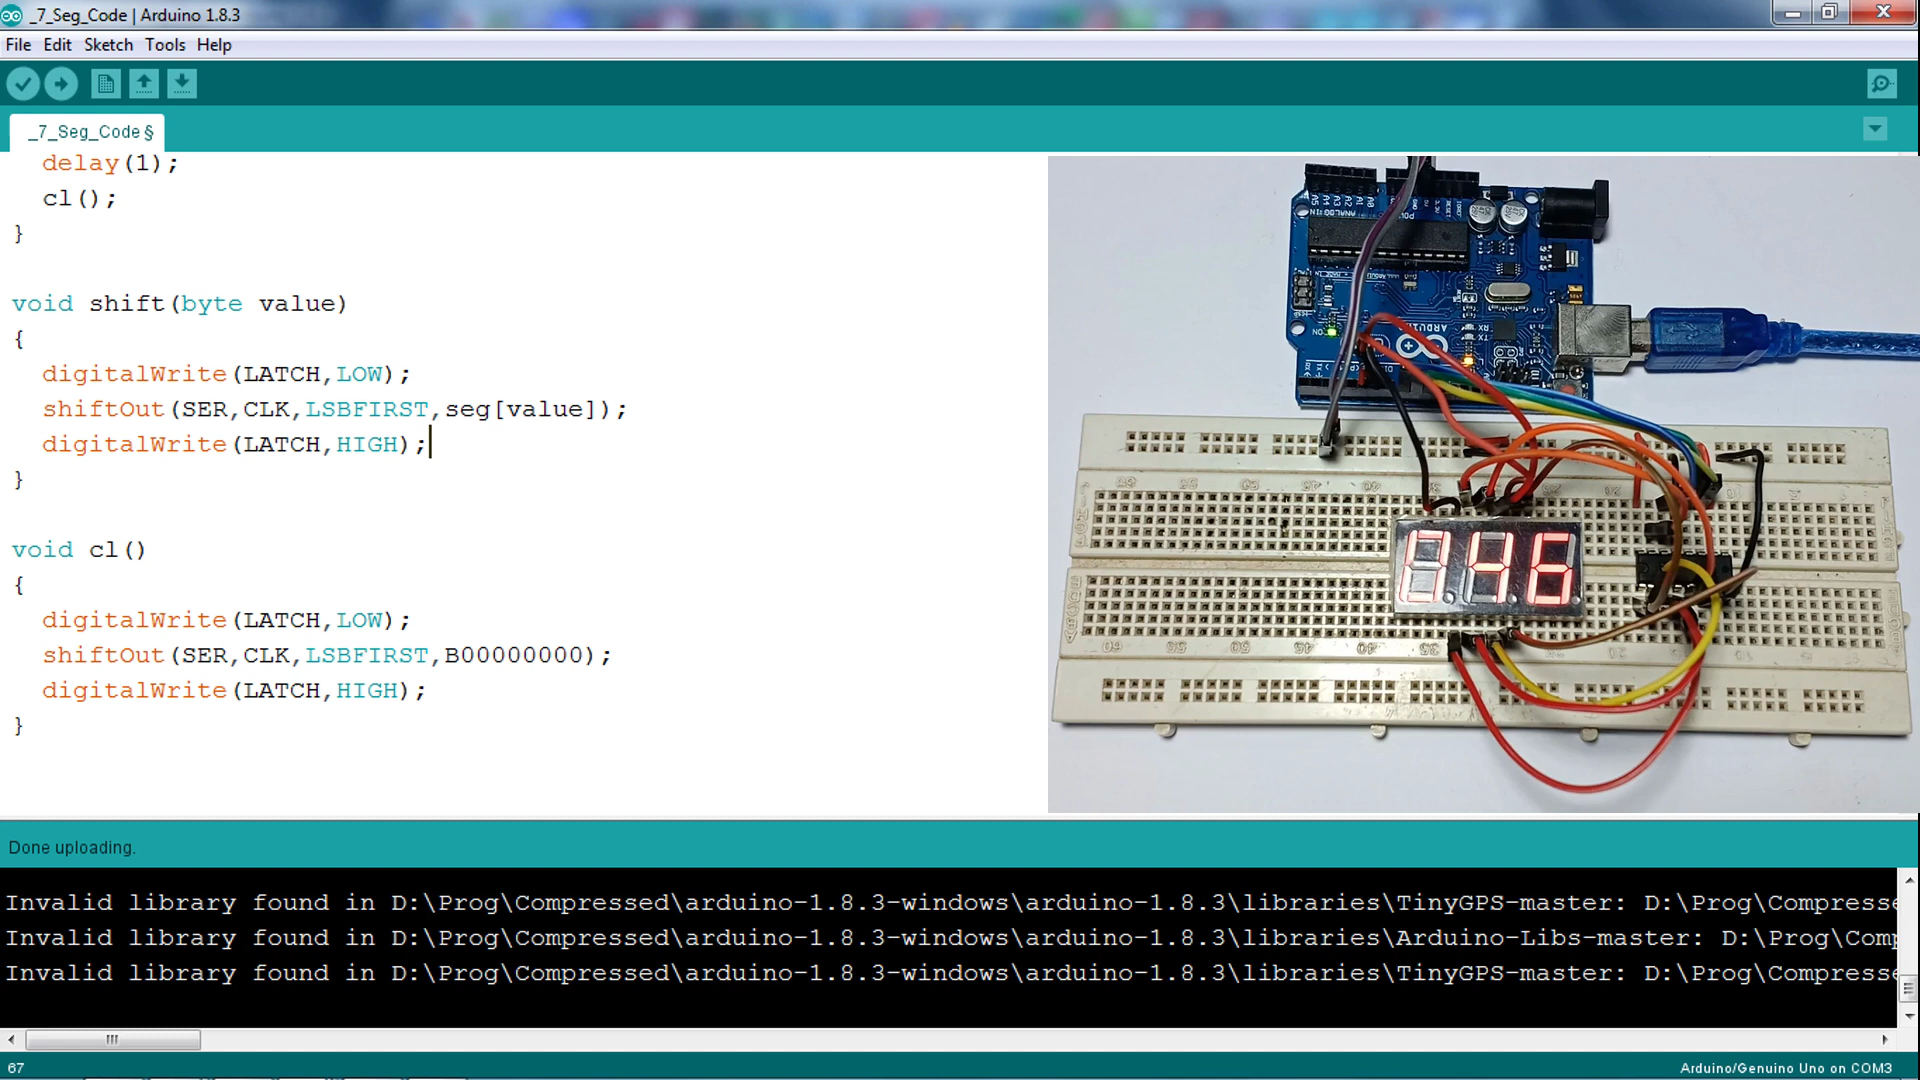 _7_Seg_Code | Arduino 1.8.3
File Edit Sketch Tools Help
_7_Seg_Code §
delay(1);
cl();
}
void shift(byte value)
{
digitalWrite(LATCH,LOW);
shiftOut(SER,CLK,LSBFIRST,seg[value]);
digitalWrite(LATCH,HIGH);
}
void cl()
{
digitalWrite(LATCH,LOW);
shiftOut(SER,CLK,LSBFIRST,B00000000);
digitalWrite(LATCH,HIGH);
}
ARDUINO
ON
RX
TX
46
Done uploading.
Invalid library found in D:\Prog\Compressed\arduino-1.8.3-windows\arduino-1.8.3\libraries\TinyGPS-master: D:\Prog\Compresse
Invalid library found in D:\Prog\Compressed\arduino-1.8.3-windows\arduino-1.8.3\libraries\Arduino-Libs-master: D:\Prog\Com
Invalid library found in D:\Prog\Compressed\arduino-1.8.3-windows\arduino-1.8.3\libraries\TinyGPS-master: D:\Prog\Compresse
67
Arduino/Genuino Uno on COM3